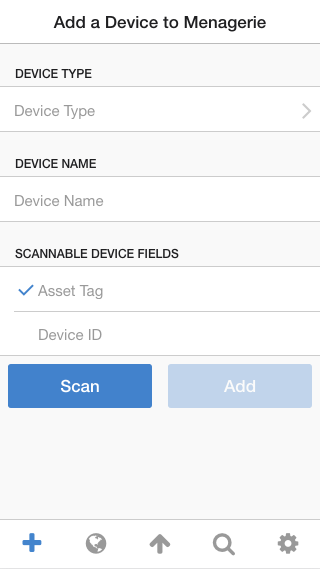 Add a Device to Menagerie
DEVICE TYPE
Device Type
DEVICE NAME
Device Name
SCANNABLE DEVICE FIELDS
Asset Tag
Device ID
Scan
Add